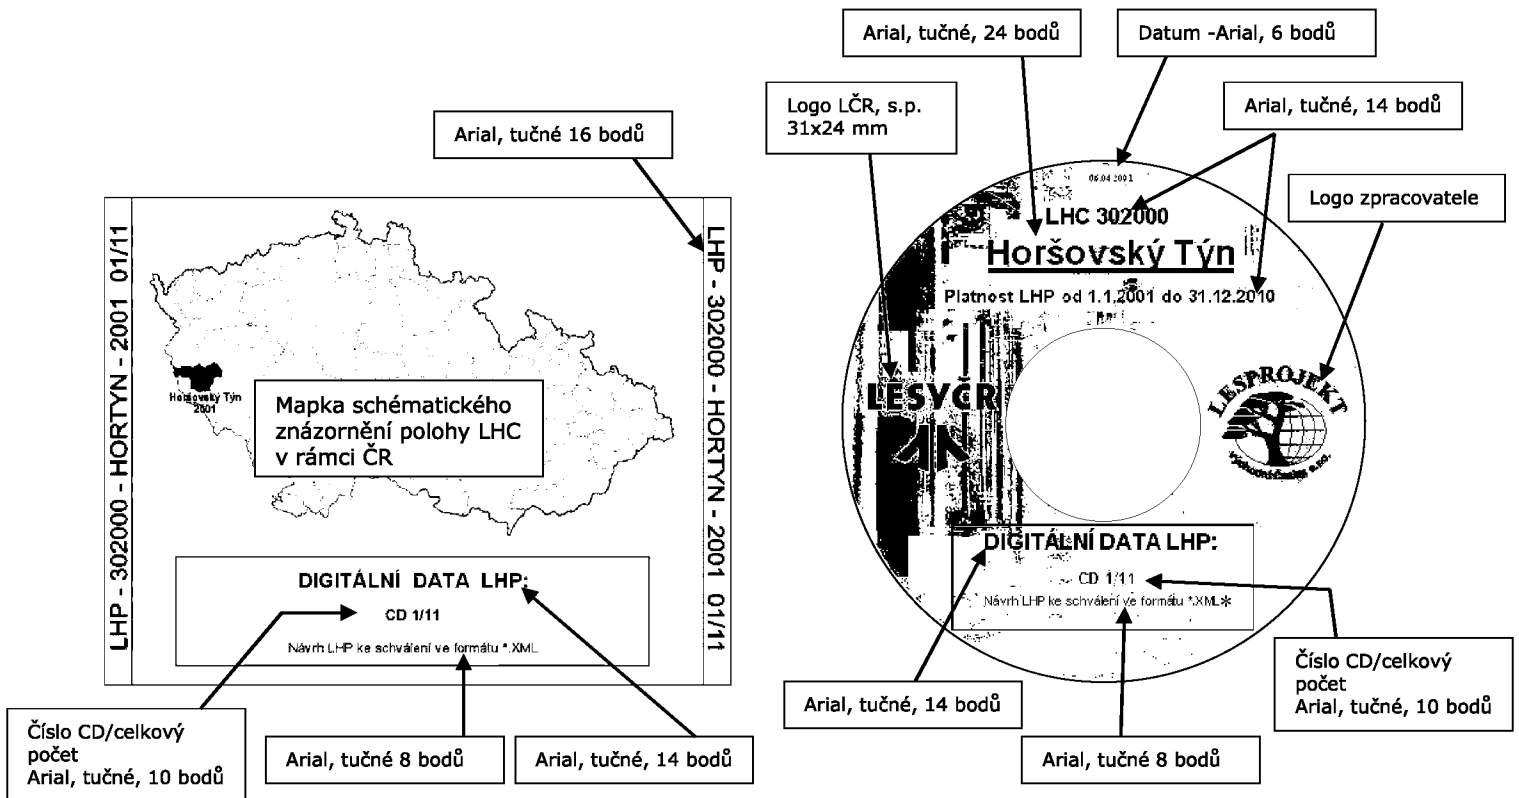 Arial, tučné 16 bodů
LHP - 302000 - HORTYN - 2001 01/11
LHP - 302000 - HORTYN - 2001 01/11
Horšovský Týn
2001
Mapka schématického
znázornění polohy LHC
v rámci ČR
DIGITÁLNÍ DATA LHP:
CD 1/11
Návrh LHP ke schválení ve formátu *.XML
Číslo CD/celkový
počet
Arial, tučné, 10 bodů
Arial, tučné 8 bodů
Arial, tučné, 14 bodů
Arial, tučné, 24 bodů
Datum -Arial, 6 bodů
Logo LČR, s.p.
31x24 mm
Arial, tučné, 14 bodů
Logo zpracovatele
06.04.2001
LHC 302000
Horšovský Týn
Platnost LHP od 1.1.2001 do 31.12.2010
LESYČR
LESPROJEKT
východní Čechy s.r.o.
DIGITÁLNÍ DATA LHP:
CD 1/11
Návrh LHP ke schválení ve formátu *.XML*
Arial, tučné, 14 bodů
Arial, tučné 8 bodů
Číslo CD/celkový
počet
Arial, tučné, 10 bodů